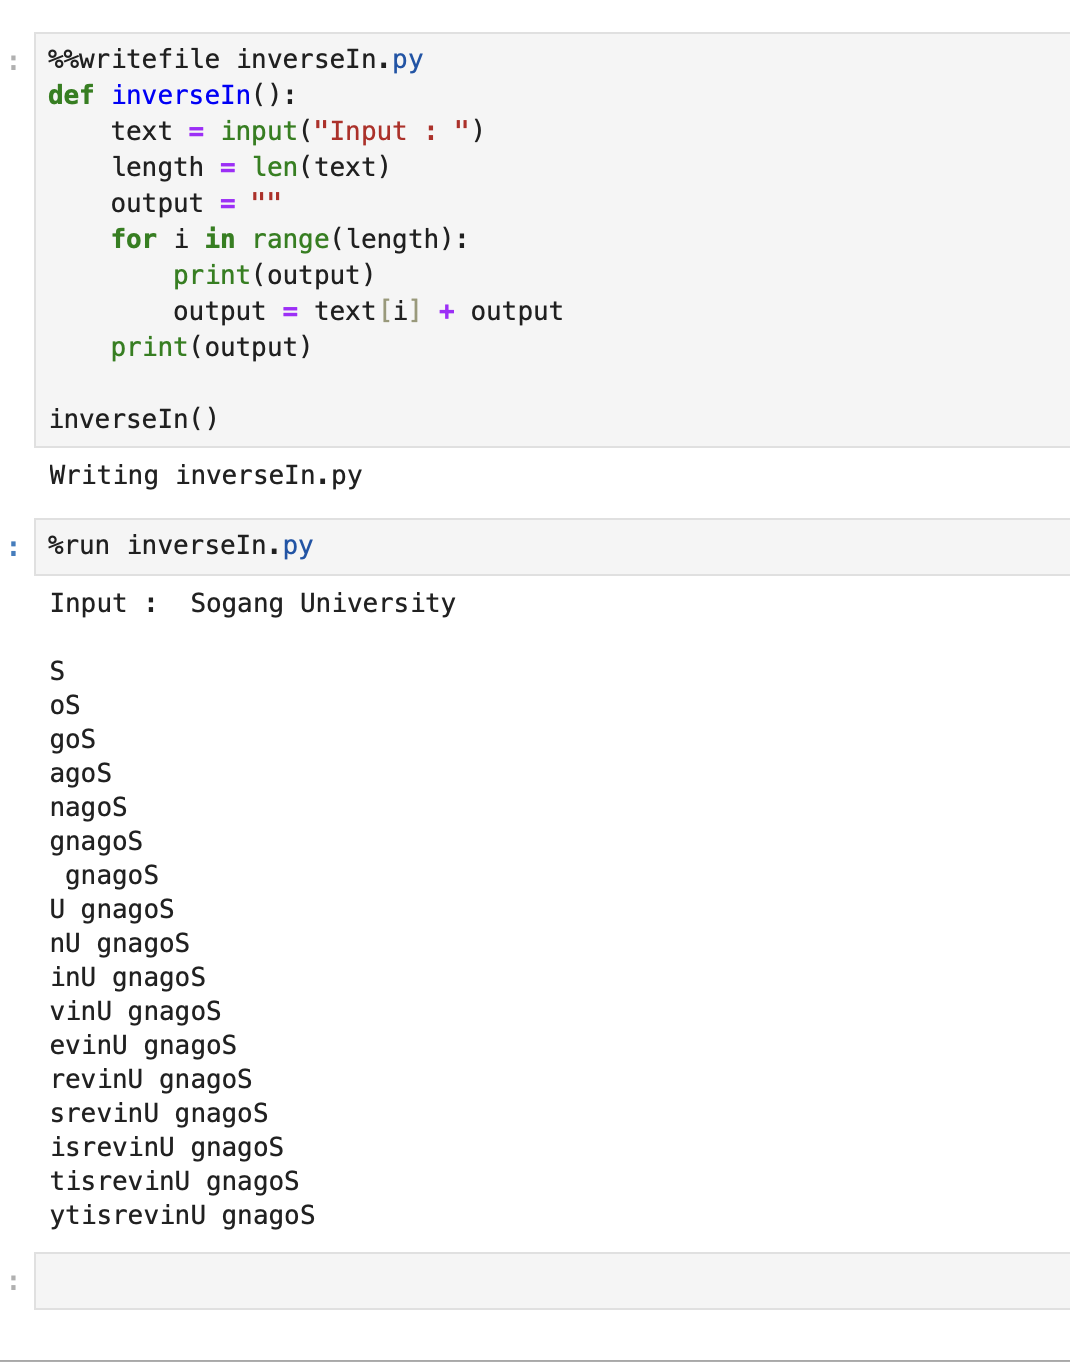 %%writefile inverseIn.py
def inverseIn():
    text = input("Input : ")
    length = len(text)
    output = ""
    for i in range(length):
        print(output)
        output = text[i] + output
    print(output)

inverseIn()
Writing inverseIn.py
%run inverseIn.py
Input :  Sogang University

S
oS
goS
agoS
nagoS
gnagoS
 gnagoS
U gnagoS
nU gnagoS
inU gnagoS
vinU gnagoS
evinU gnagoS
revinU gnagoS
srevinU gnagoS
isrevinU gnagoS
tisrevinU gnagoS
ytisrevinU gnagoS